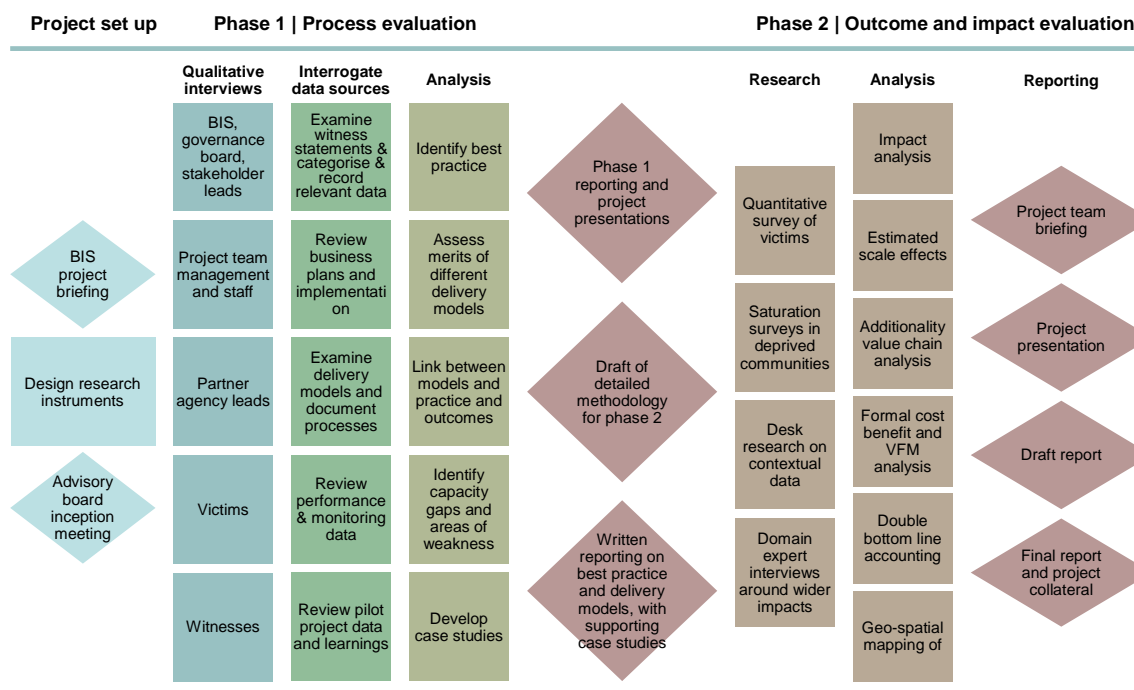 Project set up
Phase 1 | Process evaluation
Phase 2 | Outcome and impact evaluation
Qualitative
interviews
Interrogate
data sources
Analysis
Research
Analysis
Reporting
BIS
project
briefing
Design research
instruments
Advisory
board
inception
meeting
BIS,
governance
board,
stakeholder
leads
Project team
management
and staff
Partner
agency leads
Victims
Witnesses
Examine
witness
statements &
categorise &
record
relevant data
Review
business
plans and
implementati
on
Examine
delivery
models and
document
processes
Review
performance
& monitoring
data
Review pilot
project data
and learnings
Identify best
practice
Assess
merits of
different
delivery
models
Link between
models and
practice and
outcomes
Identify
capacity
gaps and
areas of
weakness
Develop
case studies
Phase 1
reporting and
project
presentations
Draft of
detailed
methodology
for phase 2
Written
reporting on
best practice
and delivery
models, with
supporting
case studies
Quantitative
survey of
victims
Saturation
surveys in
deprived
communities
Desk
research on
contextual
data
Domain
expert
interviews
around wider
impacts
Impact
analysis
Estimated
scale effects
Additionality
value chain
analysis
Formal cost
benefit and
VFM
analysis
Double
bottom line
accounting
Geo-spatial
mapping of
Project team
briefing
Project
presentation
Draft report
Final report
and project
collateral